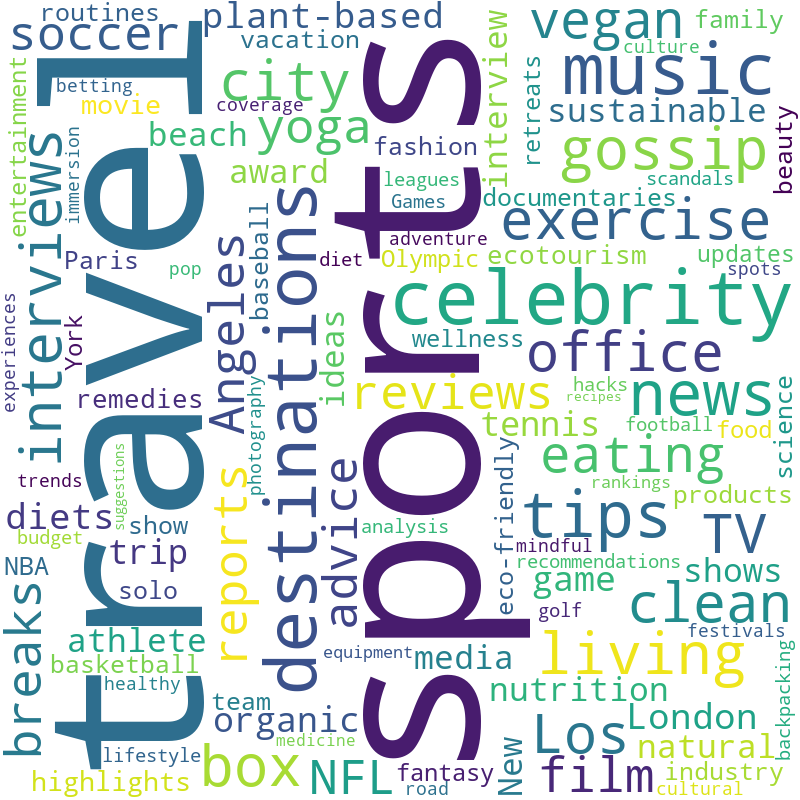 routines
plant-based
vegan
family
soccer
vacation
culture
betting
city
music
movie
coverage
interview
retreats
sustainable
beauty
entertainment
immersion
beach
yoga
fashion
gossip
award
leagues
scandals
Games
documentaries
interviews
travel
destinations
sports
exercise
Paris
pop
Angeles
baseball
diet
adventure
Olympic
ecotourism
updates
spots
experiences
York
ideas
celebrity
wellness
office
remedies
photography
reviews
hacks
recipes
news
science
tennis
football
food
trends
suggestions
reports
advice
eating
rankings
products
diets
show
budget
trip
analysis
eco-friendly
tips
TV
mindful
NBA
solo
recommendations
game
shows
breaks
golf
clean
athlete
festivals
basketball
equipment
media
living
backpacking
healthy
nutrition
team
organic
London
New
Los
medicine
natural
lifestyle
box
highlights
NFL
fantasy
road
film
industry
cultural